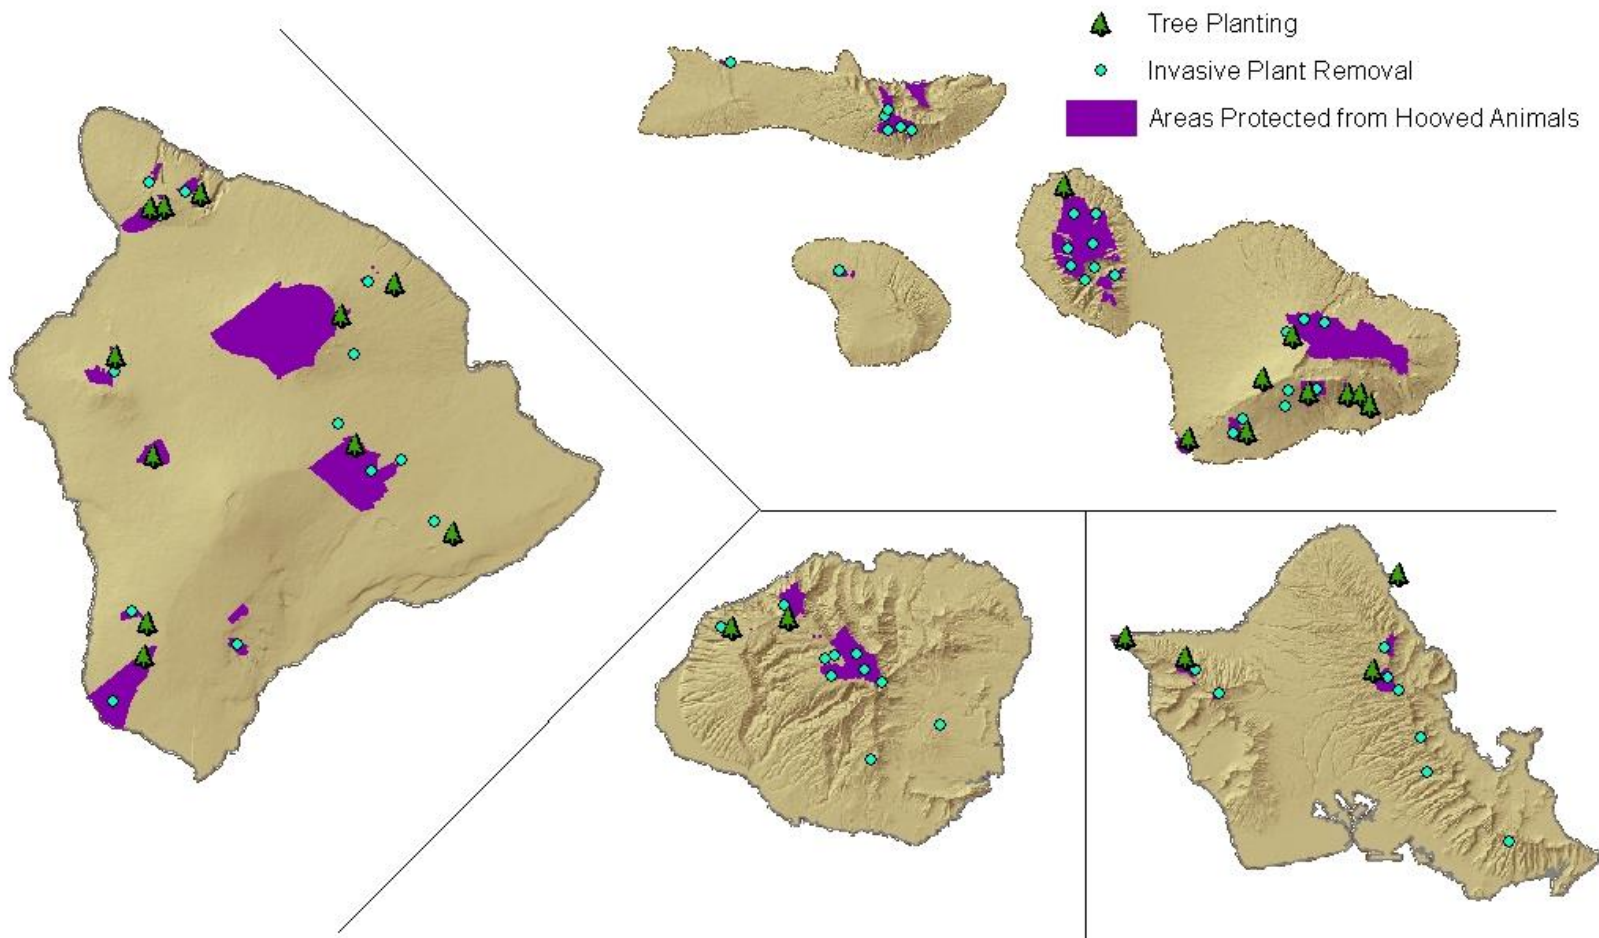 Tree Planting
Invasive Plant Removal
Areas Protected from Hooved Animals